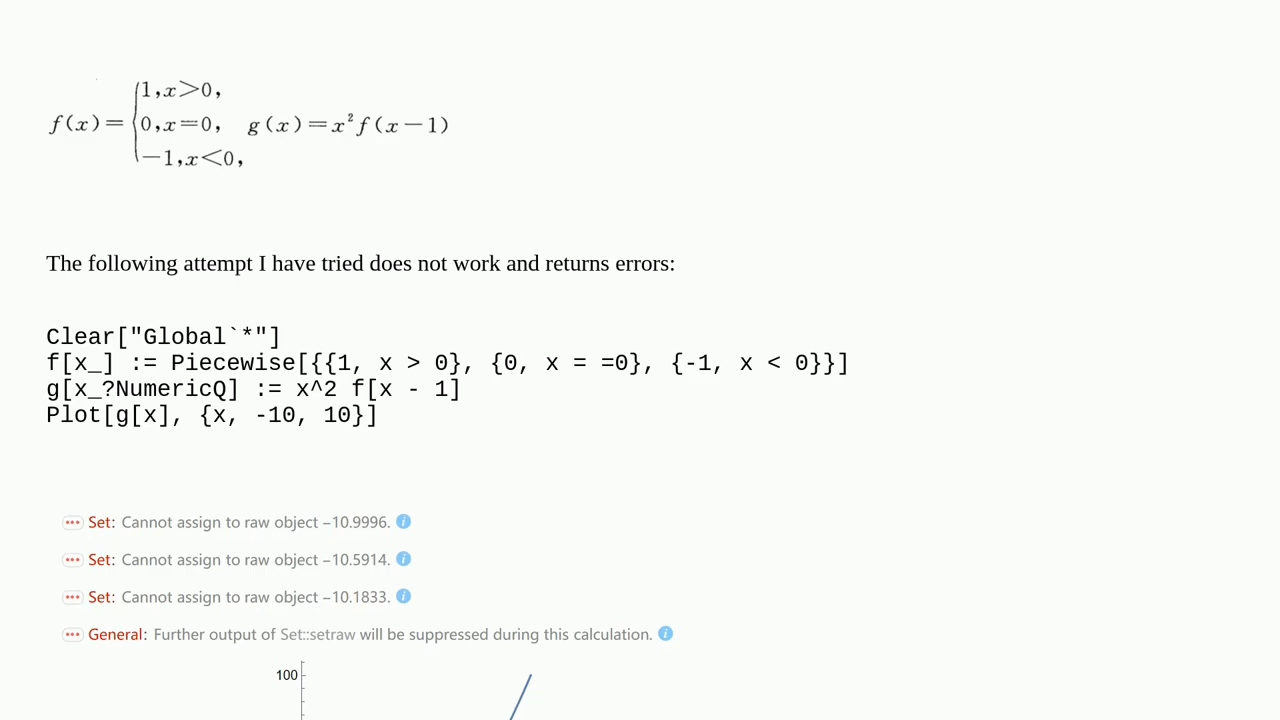 1,x>0,
f(x)= 0,x=0, g(x)=x²f(x-1)
-1,x<0,
The following attempt I have tried does not work and returns errors:
Clear["Global`*"]
f[x_] := Piecewise[{{1, x > 0}, {0, x = =0}, {-1, x < 0}}]
g[x_?NumericQ] := x^2 f[x - 1]
Plot[g[x], {x, -10, 10}]
Set: Cannot assign to raw object –10.9996.
Set: Cannot assign to raw object –10.5914.
Set: Cannot assign to raw object –10.1833.
General: Further output of Set::setraw will be suppressed during this calculation.
100